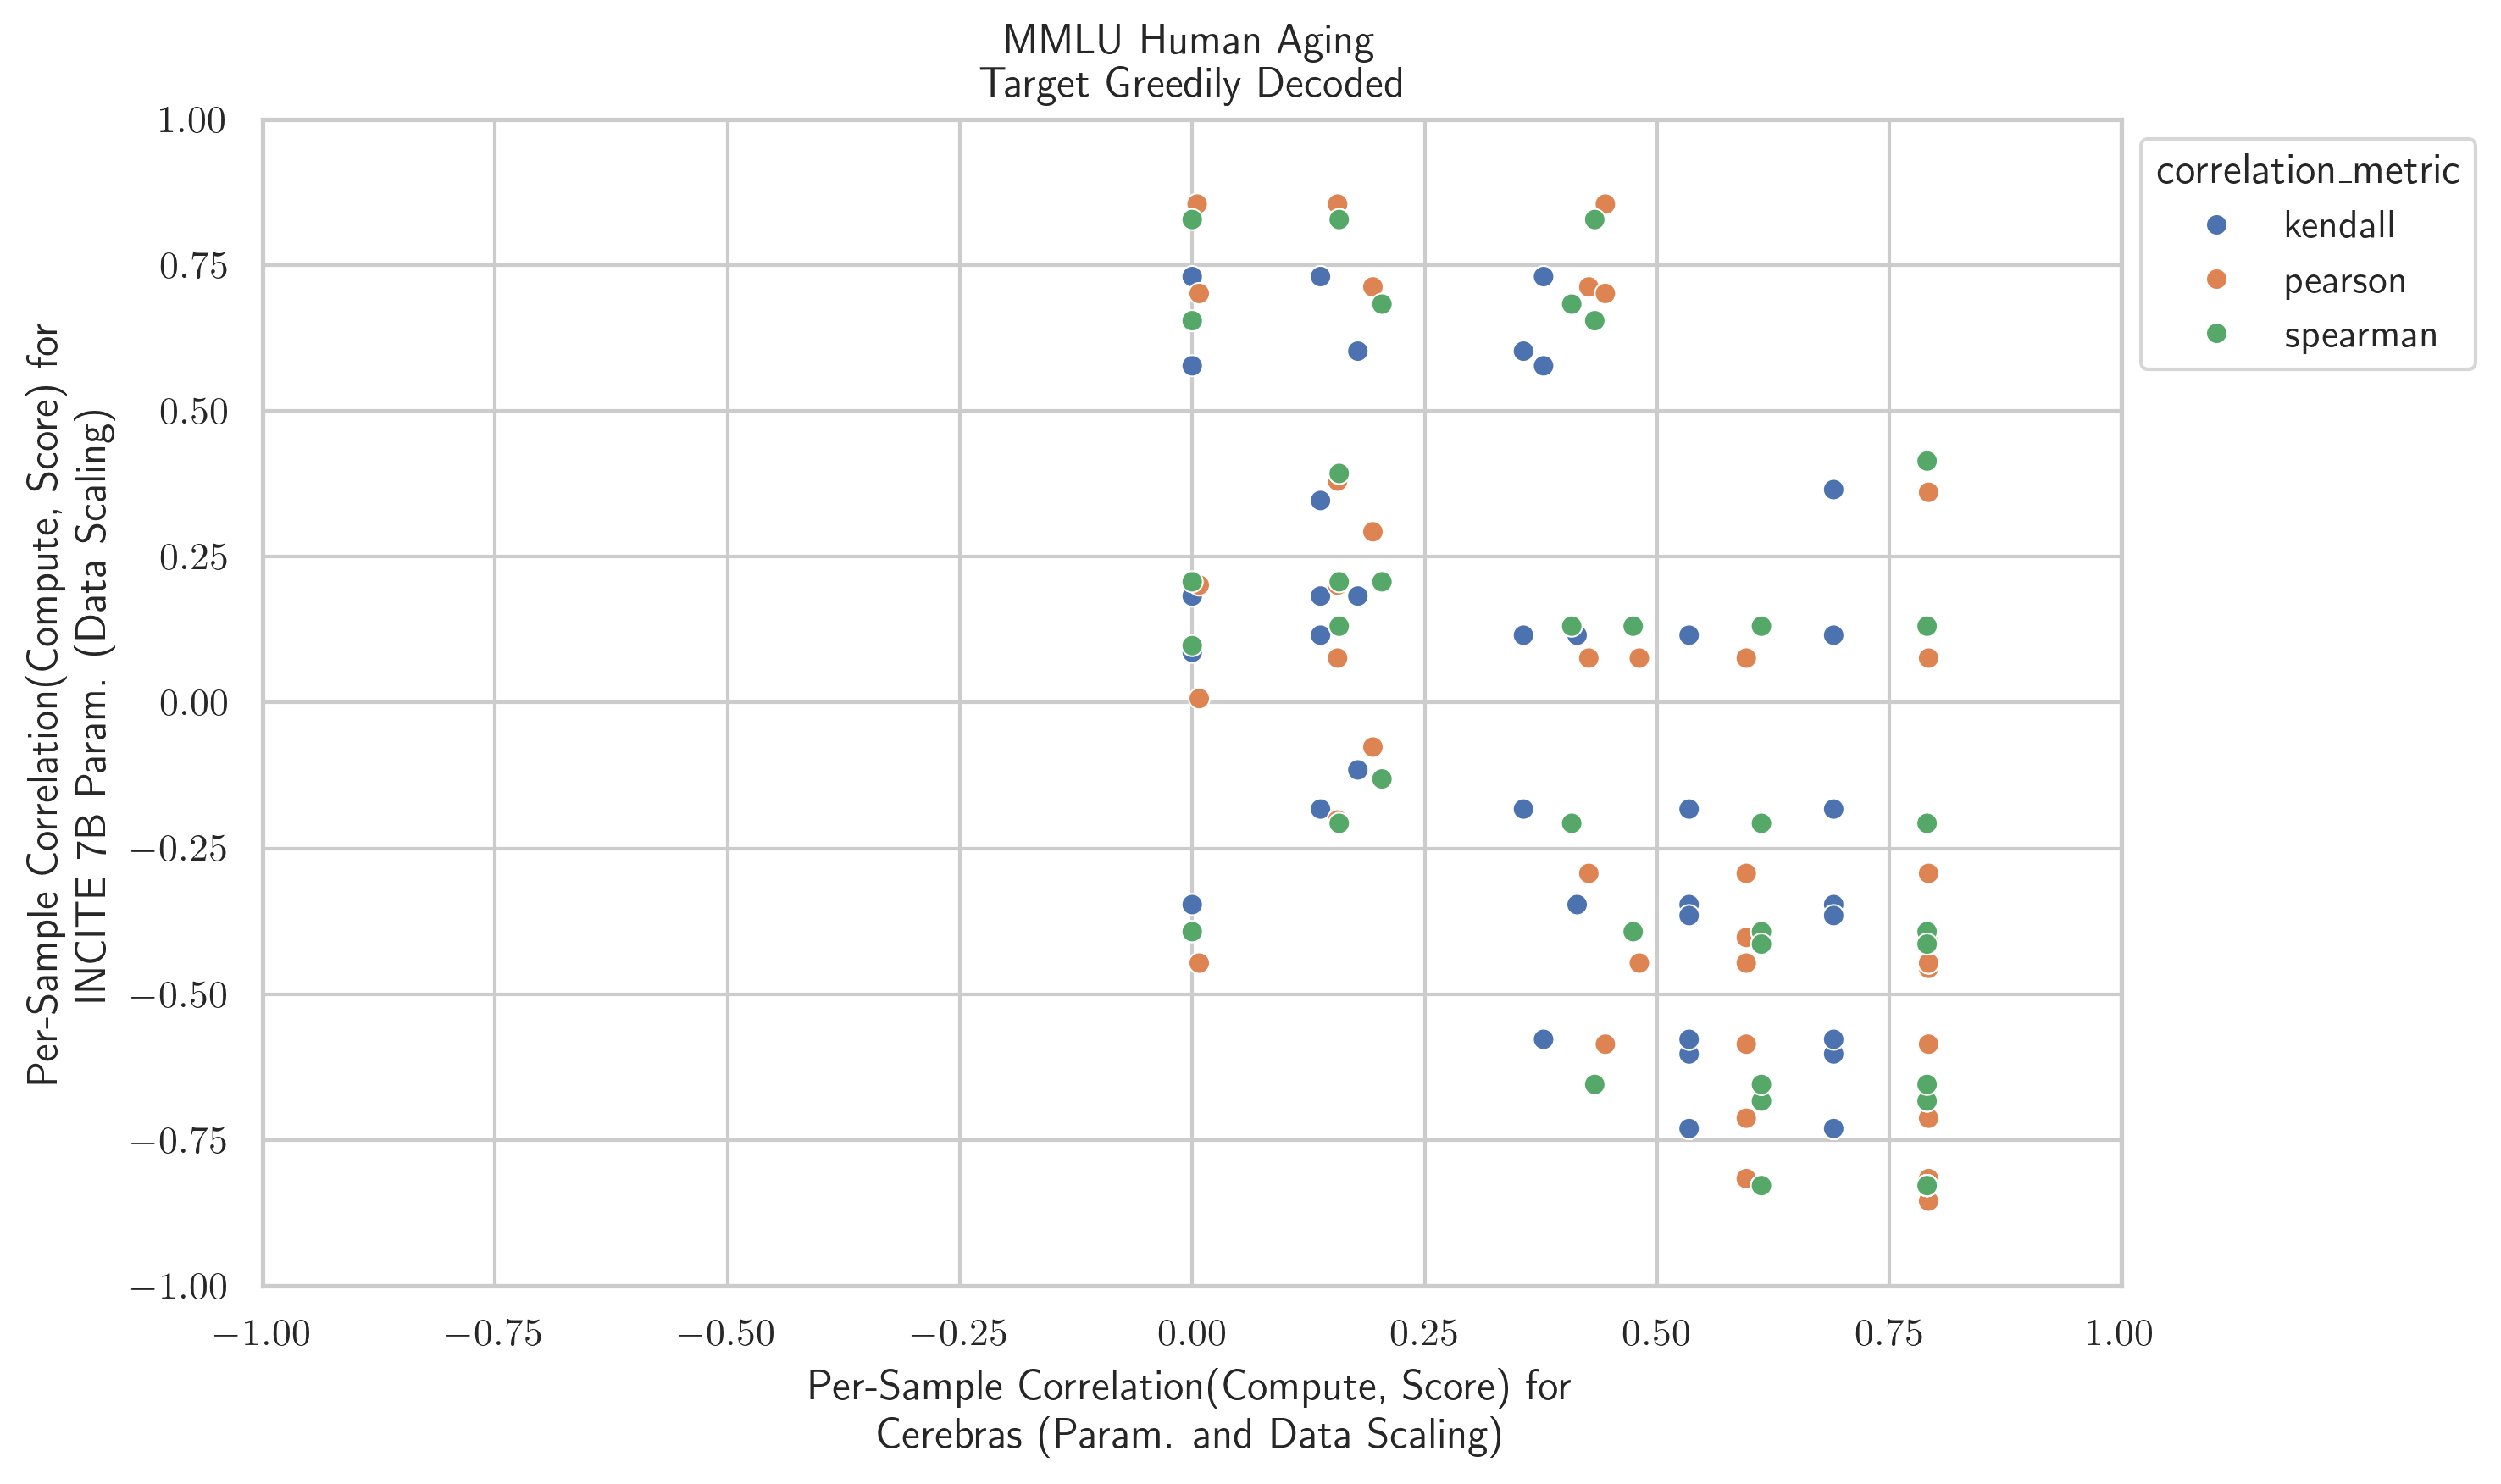 MMLU Human Aging
Target Greedily Decoded
1.00
0.75
0.50
0.25
0.00
−0.25
−0.50
−0.75
−1.00
Per-Sample Correlation(Compute, Score) for
INCITE 7B Param. (Data Scaling)
correlation_metric
kendall
pearson
spearman
−1.00 −0.75 −0.50 −0.25 0.00 0.25 0.50 0.75 1.00
Per-Sample Correlation(Compute, Score) for
Cerebras (Param. and Data Scaling)